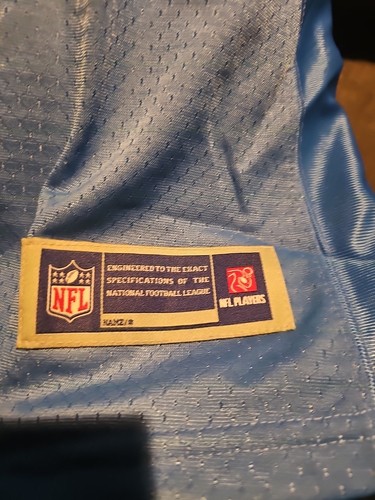 NFL
ENGINEERED TO THE EXACT
SPECIFICATIONS OF THE
NATIONAL FOOTBALL LEAGUE
NFL PLAYERS